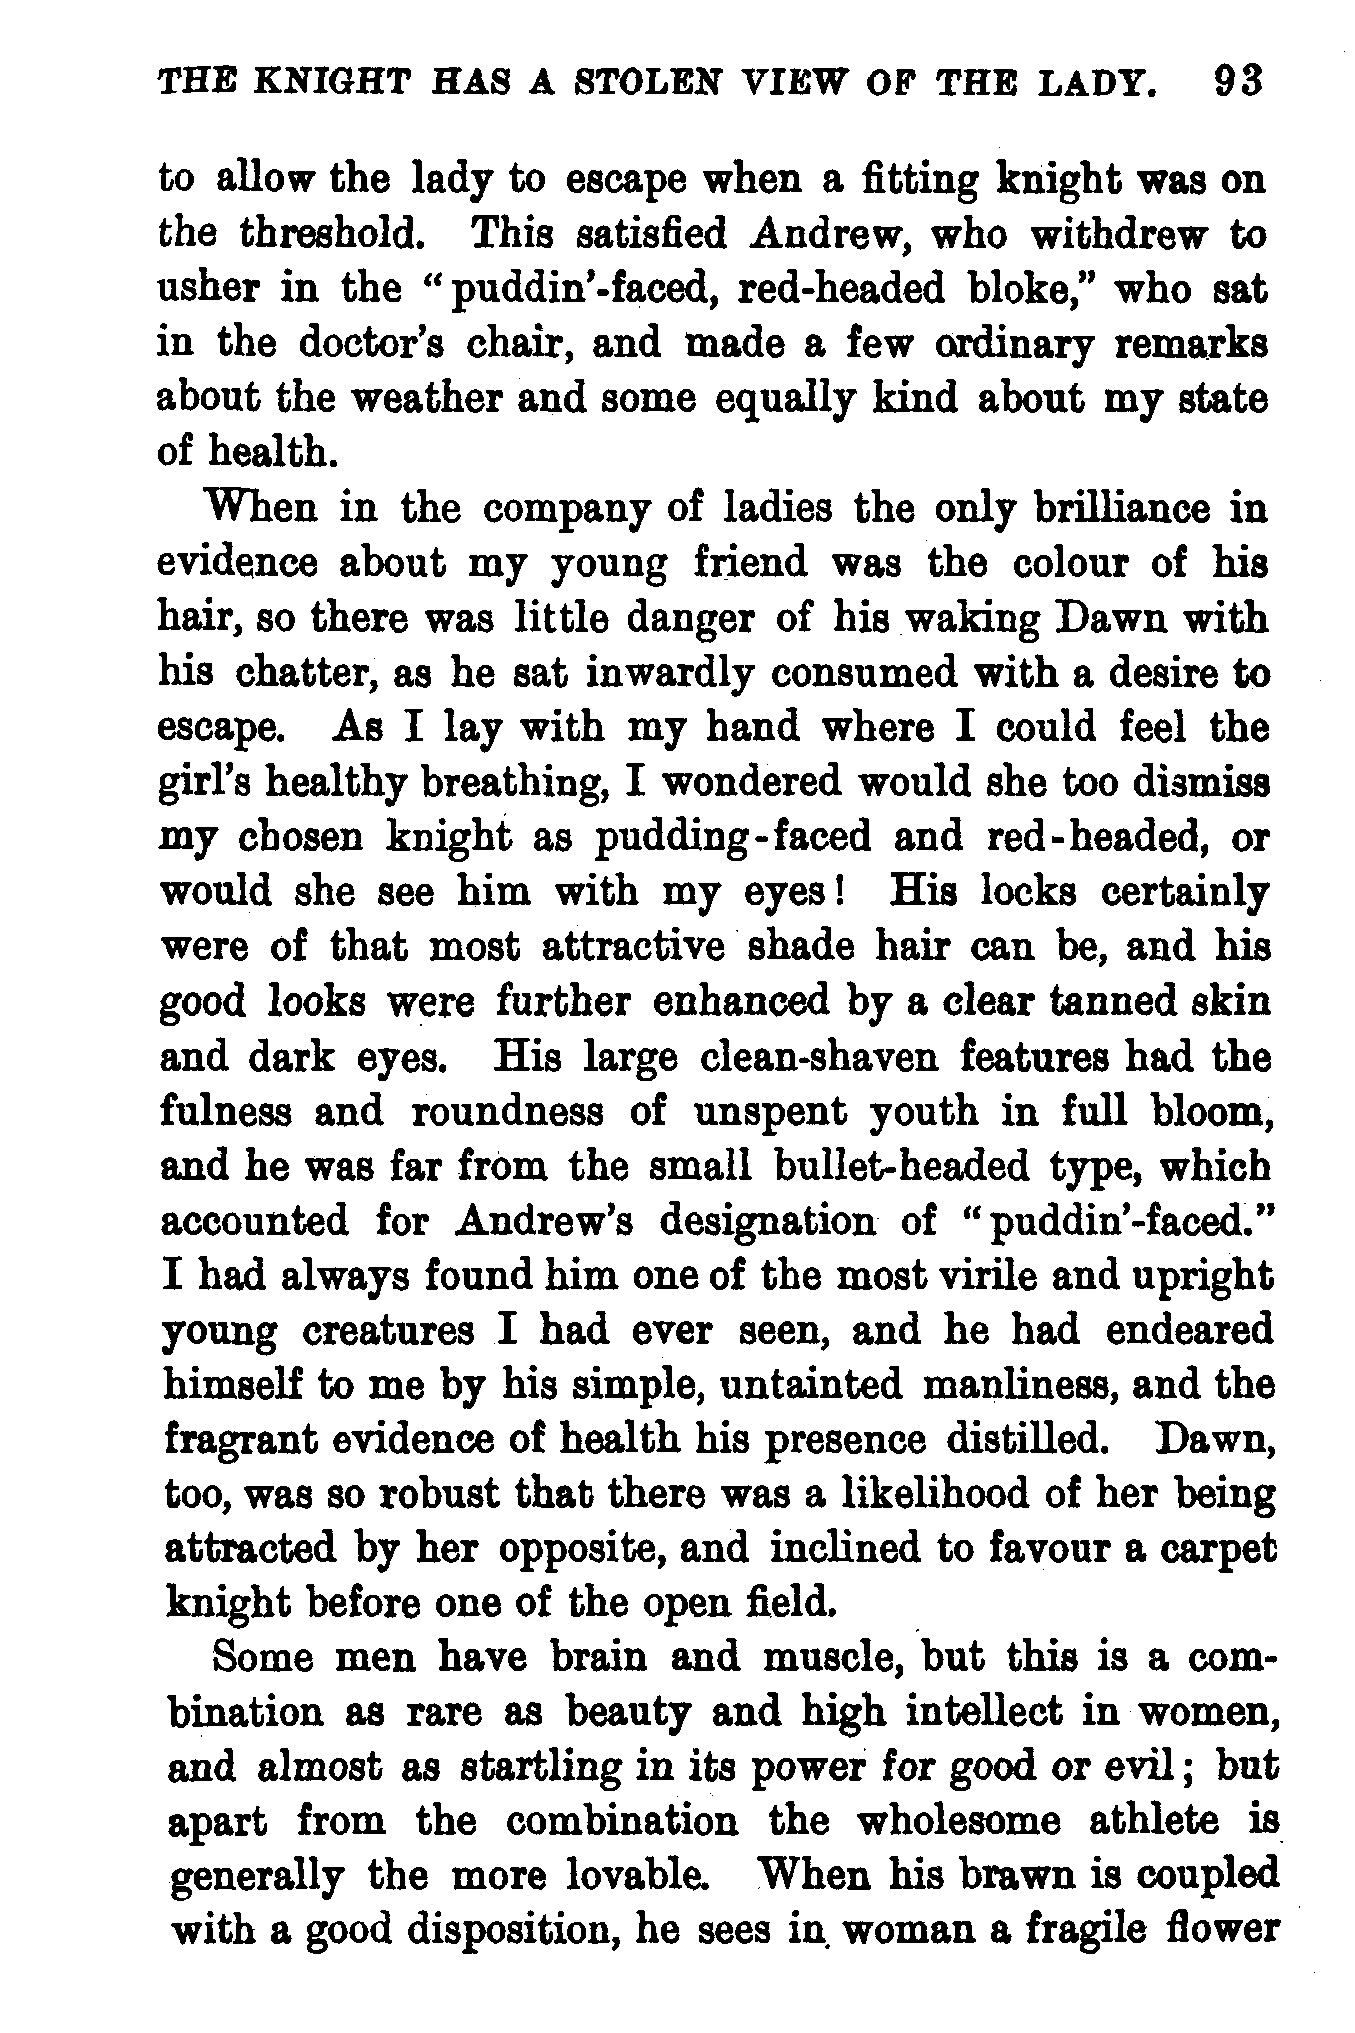 THE KNIGHT HAS A STOLEN VIEW OF THE LADY. 93
to allow the lady to escape when a fitting knight was on
the threshold. This satisfied Andrew, who withdrew to
usher in the “puddin’-faced, red-headed bloke,” who sat
in the doctor’s chair, and made a few ordinary remarks
about the weather and some equally kind about my state
of health.
When in the company of ladies the only brilliance in
evidence about my young friend was the colour of his
hair, so there was little danger of his waking Dawn with
his chatter, as he sat inwardly consumed with a desire to
escape. As I lay with my hand where I could feel the
girl’s healthy breathing, I wondered would she too dismiss
my chosen knight as pudding-faced and red-headed, or
would she see him with my eyes! His locks certainly
were of that most attractive shade hair can be, and his
good looks were further enhanced by a clear tanned skin
and dark eyes. His large clean-shaven features had the
fulness and roundness of unspent youth in full bloom,
and he was far from the small bullet-headed type, which
accounted for Andrew’s designation of “puddin’-faced.”
I had always found him one of the most virile and upright
young creatures I had ever seen, and he had endeared
himself to me by his simple, untainted manliness, and the
fragrant evidence of health his presence distilled. Dawn,
too, was so robust that there was a likelihood of her being
attracted by her opposite, and inclined to favour a carpet
knight before one of the open field.
Some men have brain and muscle, but this is a com-
bination as rare as beauty and high intellect in women,
and almost as startling in its power for good or evil; but
apart from the combination the wholesome athlete is
generally the more lovable. When his brawn is coupled
with a good disposition, he sees in woman a fragile flower